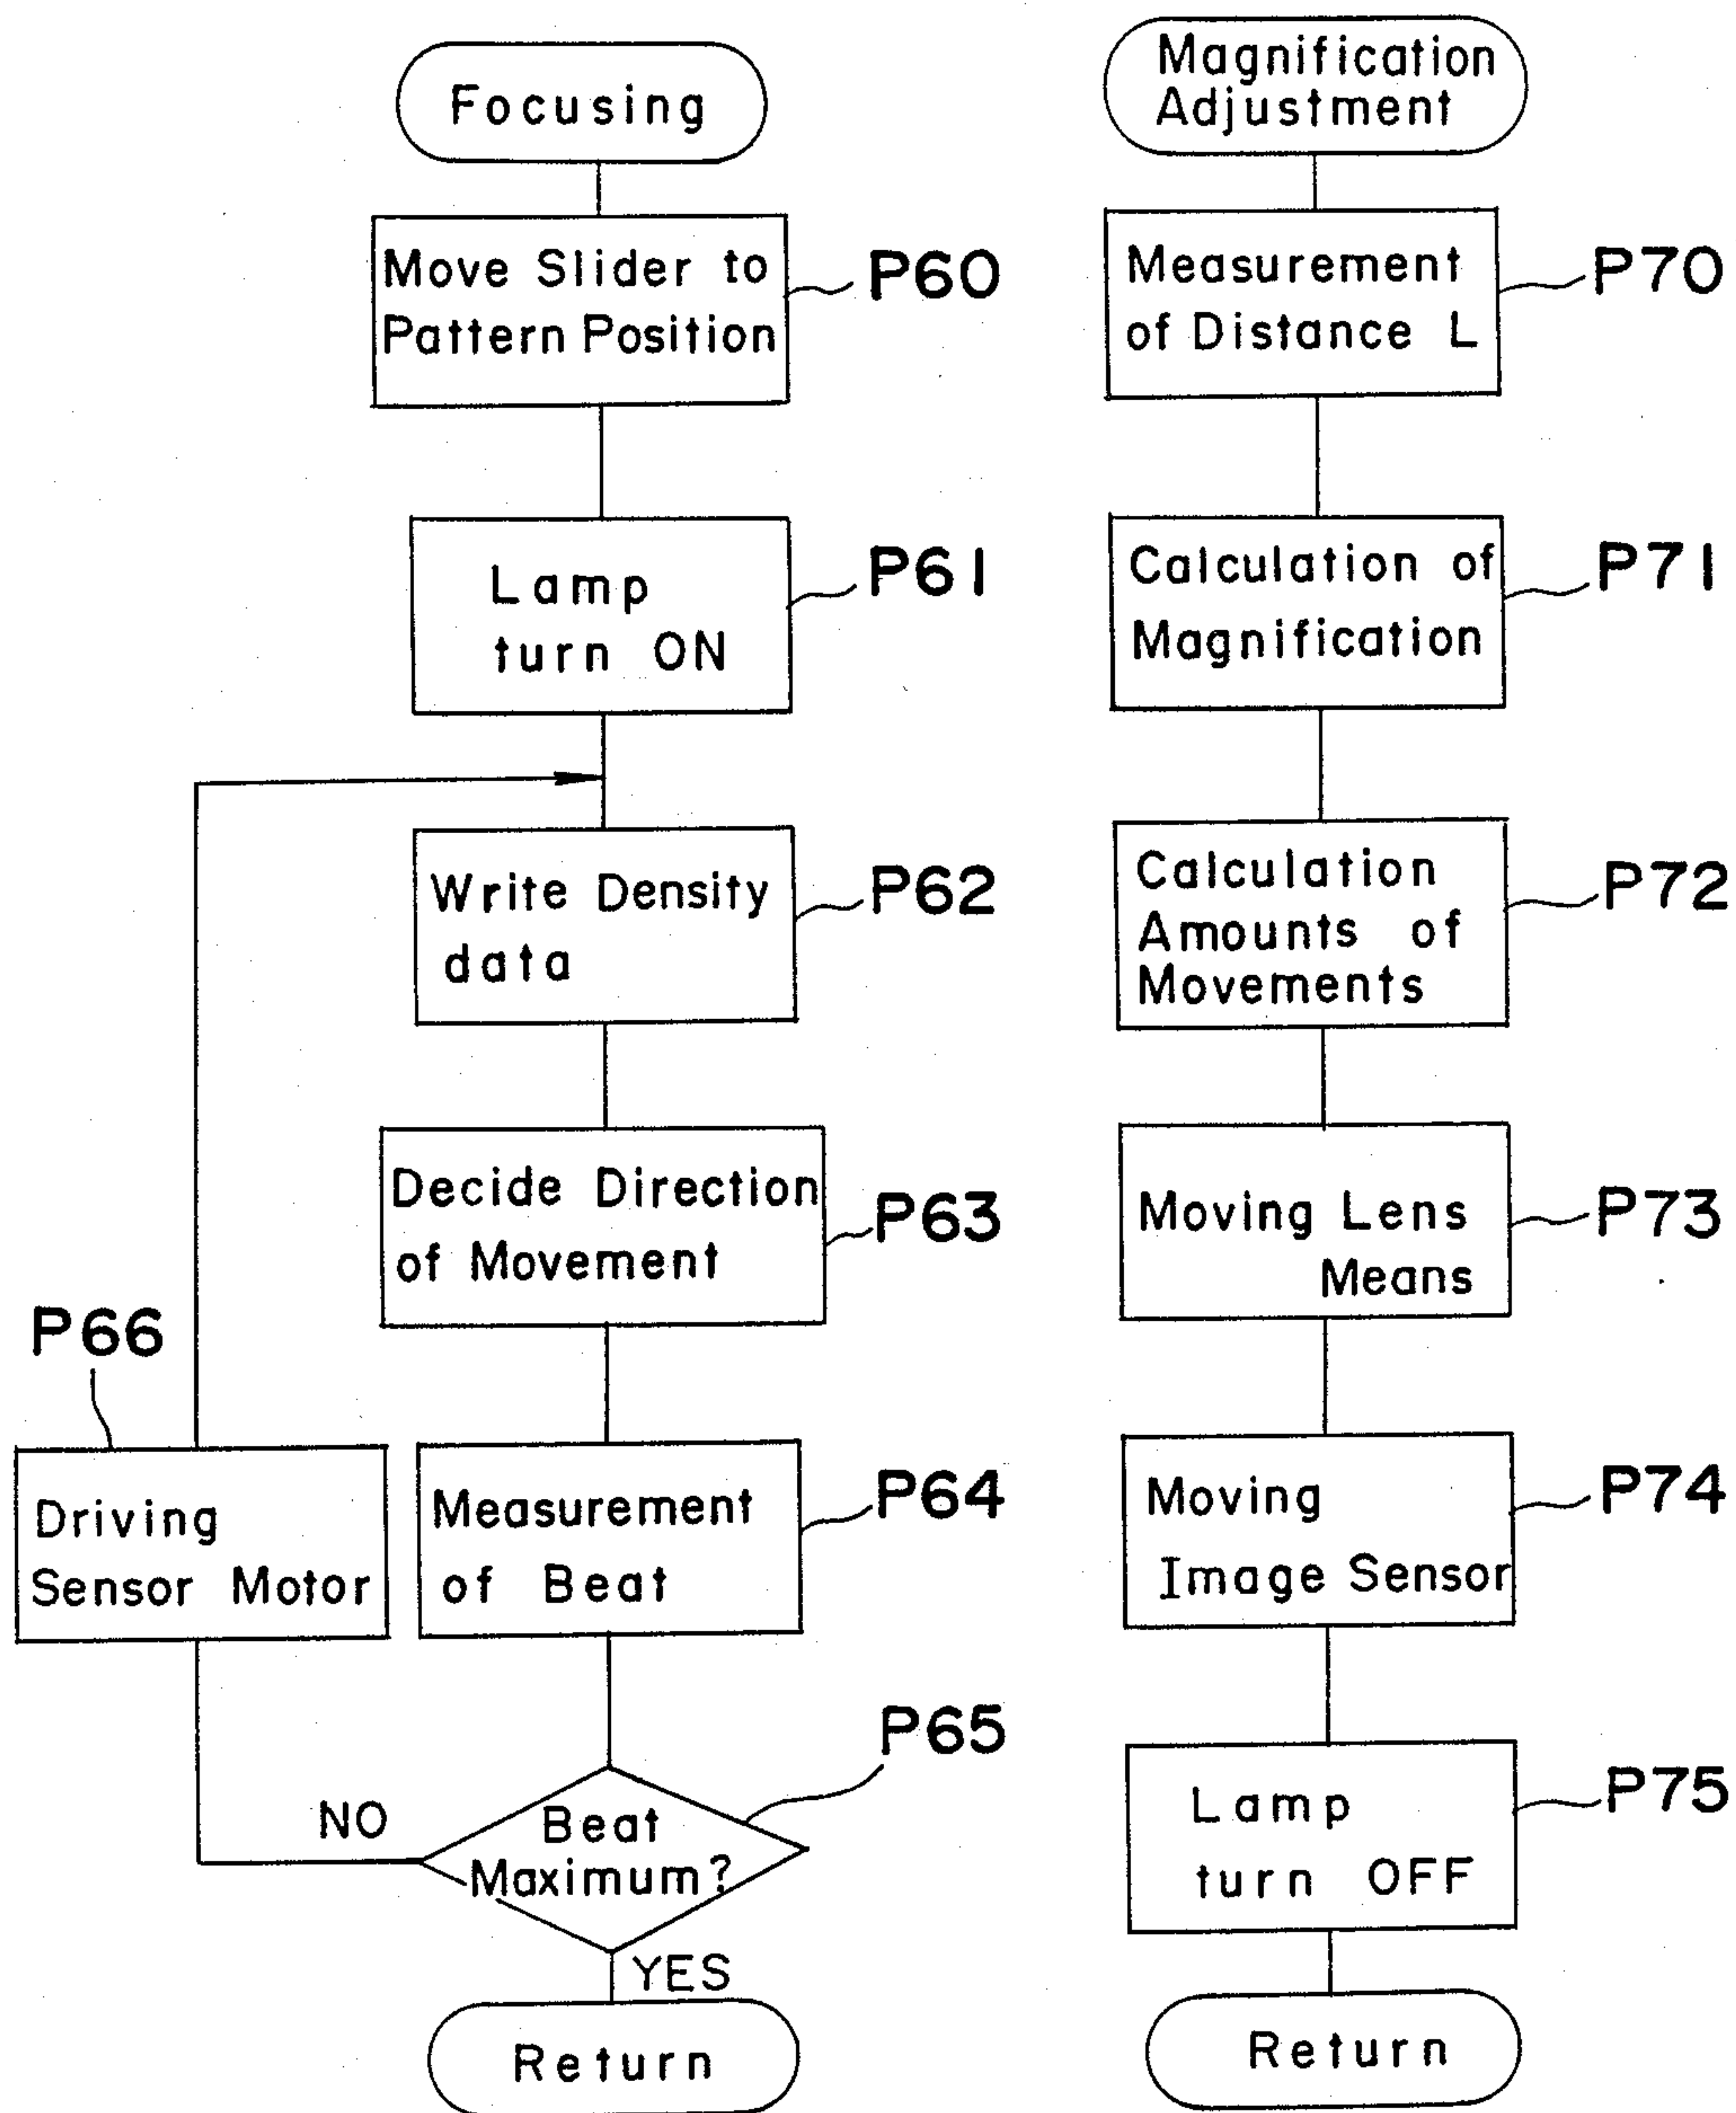 Focusing
Move Slider to
Pattern Position
P60
Lamp
turn ON
P61
Write Density
data
P62
Decide Direction
of Movement
P63
P66
Driving
Sensor Motor
Measurement
of Beat
P64
P65
NO
Beat
Maximum?
YES
Return
Magnification
Adjustment
Measurement
of Distance L
P70
Calculation of
Magnification
P71
Calculation
Amounts of
Movements
P72
Moving Lens
Means
P73
Moving
Image Sensor
P74
Lamp
turn OFF
P75
Return